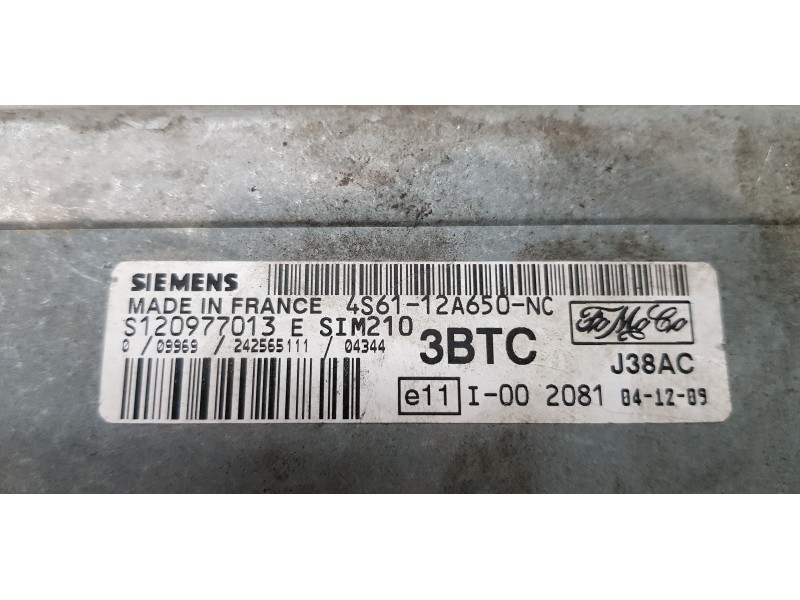 SIEMENS
MADE IN FRANCE 4S61-12A650-NC
S120977013 E SIM210
0 / 09969 / 242565111 / 04344
3BTC
FoMoCo
J38AC
e11 I-00 2081 04-12-09